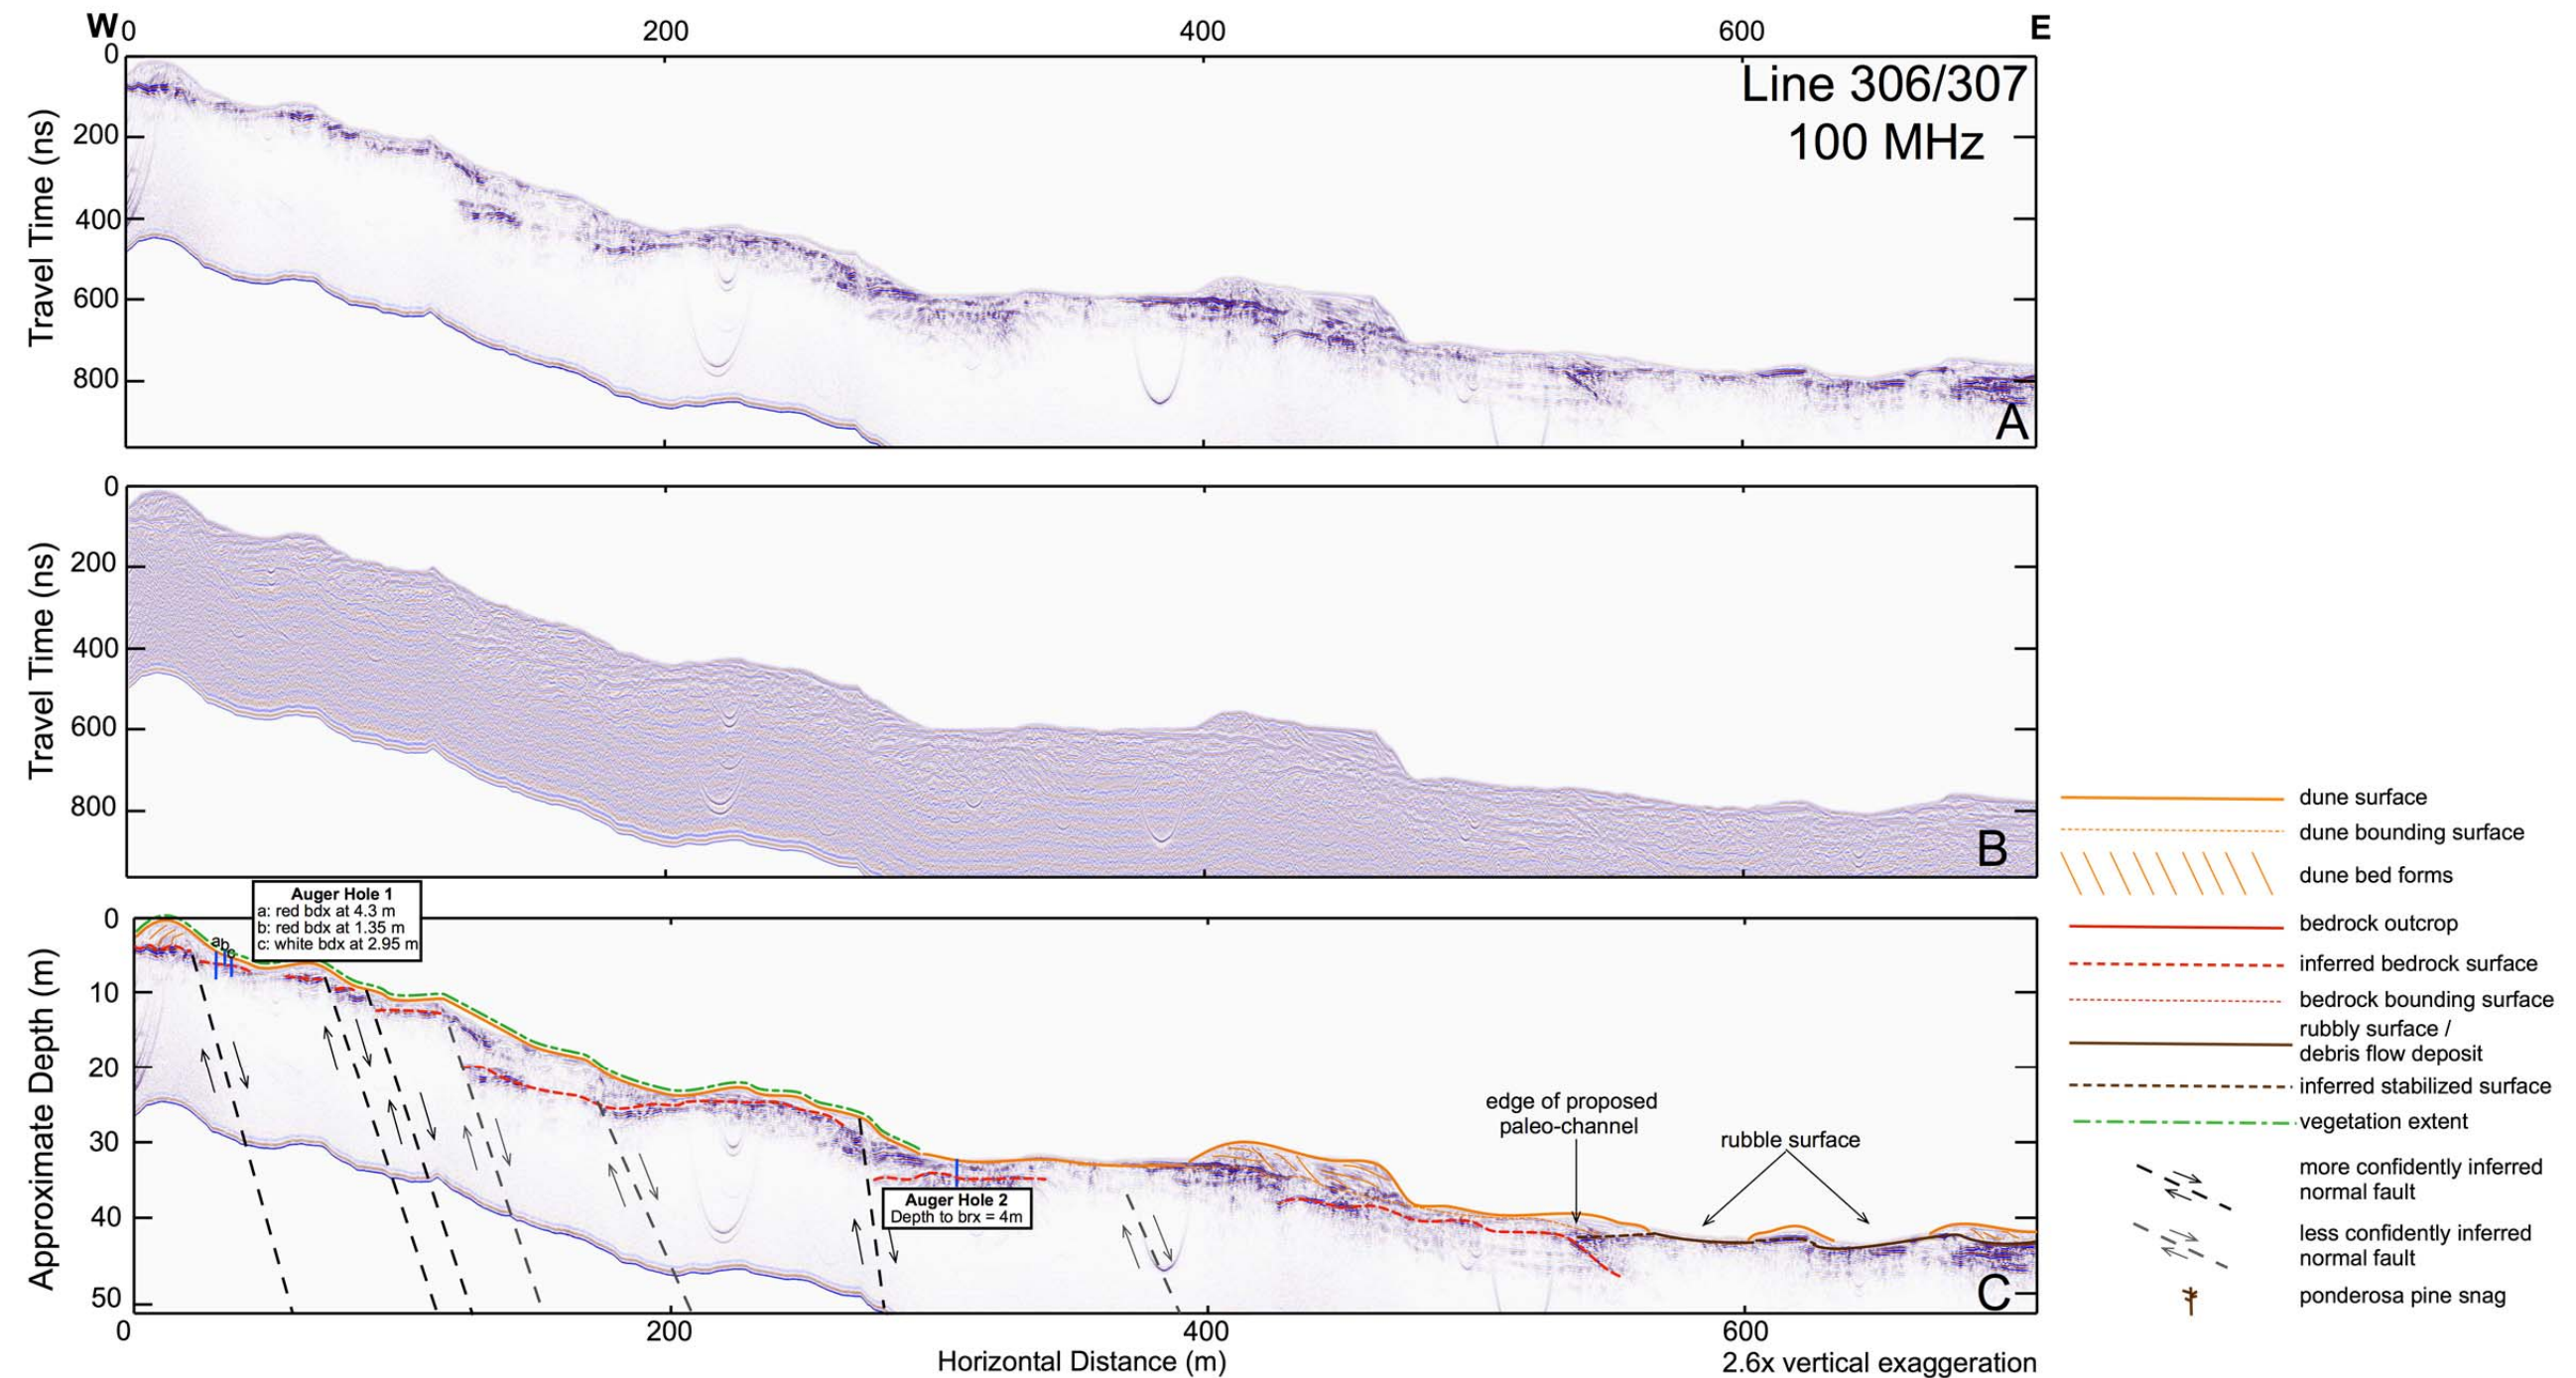 W 0 200 400 600 E
Line 306/307
100 MHz
Travel Time (ns)
0
200
400
600
800
A
Travel Time (ns)
0
200
400
600
800
B
Auger Hole 1
a: red bdx at 4.3 m
b: red bdx at 1.35 m
c: white bdx at 2.95 m
a b c
Approximate Depth (m)
0
10
20
30
40
50
edge of proposed
paleo-channel
rubble surface
Auger Hole 2
Depth to brx = 4m
C
0 200 400 600
Horizontal Distance (m)
2.6x vertical exaggeration
dune surface
dune bounding surface
dune bed forms
bedrock outcrop
inferred bedrock surface
bedrock bounding surface
rubbly surface /
debris flow deposit
inferred stabilized surface
vegetation extent
more confidently inferred
normal fault
less confidently inferred
normal fault
ponderosa pine snag